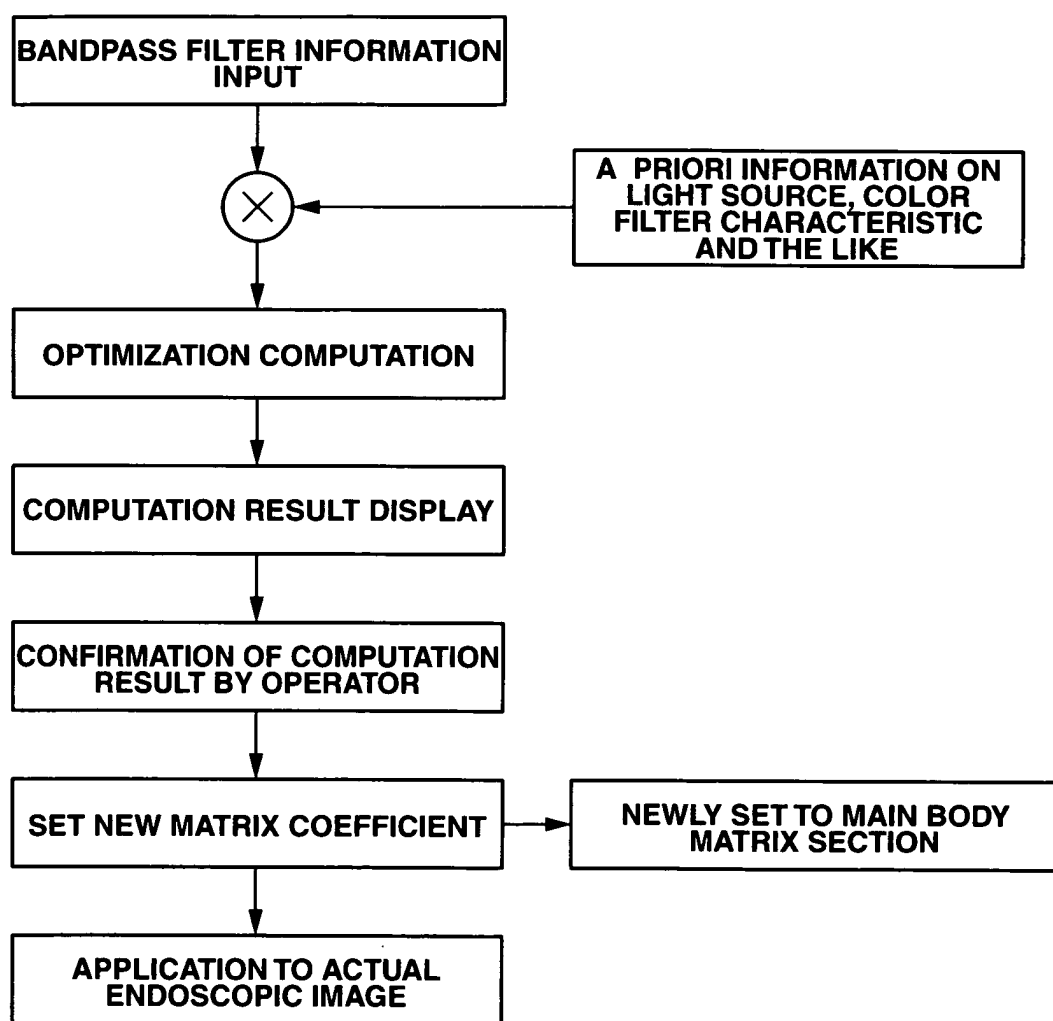 BANDPASS FILTER INFORMATION
INPUT
A PRIORI INFORMATION ON
LIGHT SOURCE, COLOR
FILTER CHARACTERISTIC
AND THE LIKE
OPTIMIZATION COMPUTATION
COMPUTATION RESULT DISPLAY
CONFIRMATION OF COMPUTATION
RESULT BY OPERATOR
SET NEW MATRIX COEFFICIENT
NEWLY SET TO MAIN BODY
MATRIX SECTION
APPLICATION TO ACTUAL
ENDOSCOPIC IMAGE